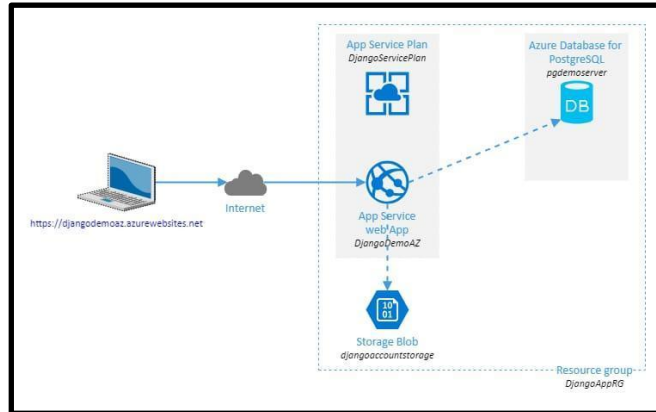 App Service Plan
DjangoServicePlan
Azure Database for
PostgreSQL
pgdemoserver
DB
https://djangodemoaz.azurewebsites.net
Internet
App Service
web App
DjangoDemoAZ
10
01
Storage Blob
djangoaccountstorage
Resource group
DjangoAppRG